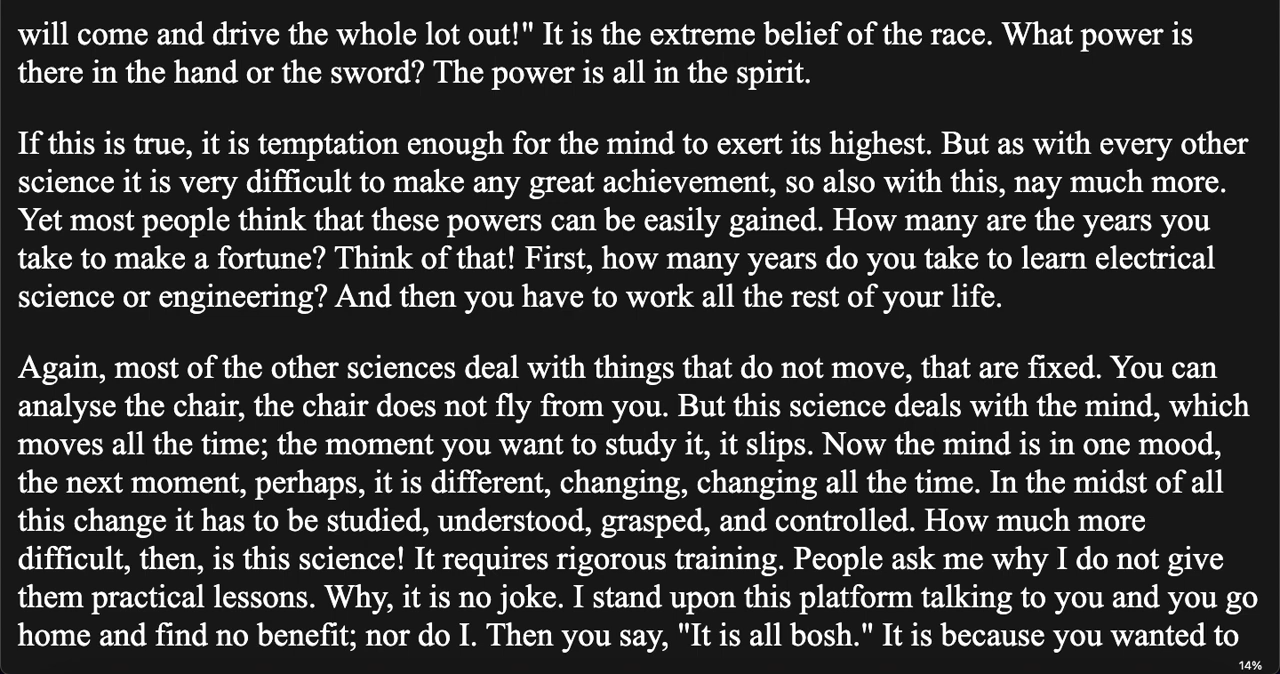 will come and drive the whole lot out!" It is the extreme belief of the race. What power is
there in the hand or the sword? The power is all in the spirit.
If this is true, it is temptation enough for the mind to exert its highest. But as with every other
science it is very difficult to make any great achievement, so also with this, nay much more.
Yet most people think that these powers can be easily gained. How many are the years you
take to make a fortune? Think of that! First, how many years do you take to learn electrical
science or engineering? And then you have to work all the rest of your life.
Again, most of the other sciences deal with things that do not move, that are fixed. You can
analyse the chair, the chair does not fly from you. But this science deals with the mind, which
moves all the time; the moment you want to study it, it slips. Now the mind is in one mood,
the next moment, perhaps, it is different, changing, changing all the time. In the midst of all
this change it has to be studied, understood, grasped, and controlled. How much more
difficult, then, is this science! It requires rigorous training. People ask me why I do not give
them practical lessons. Why, it is no joke. I stand upon this platform talking to you and you go
home and find no benefit; nor do I. Then you say, "It is all bosh." It is because you wanted to
14%